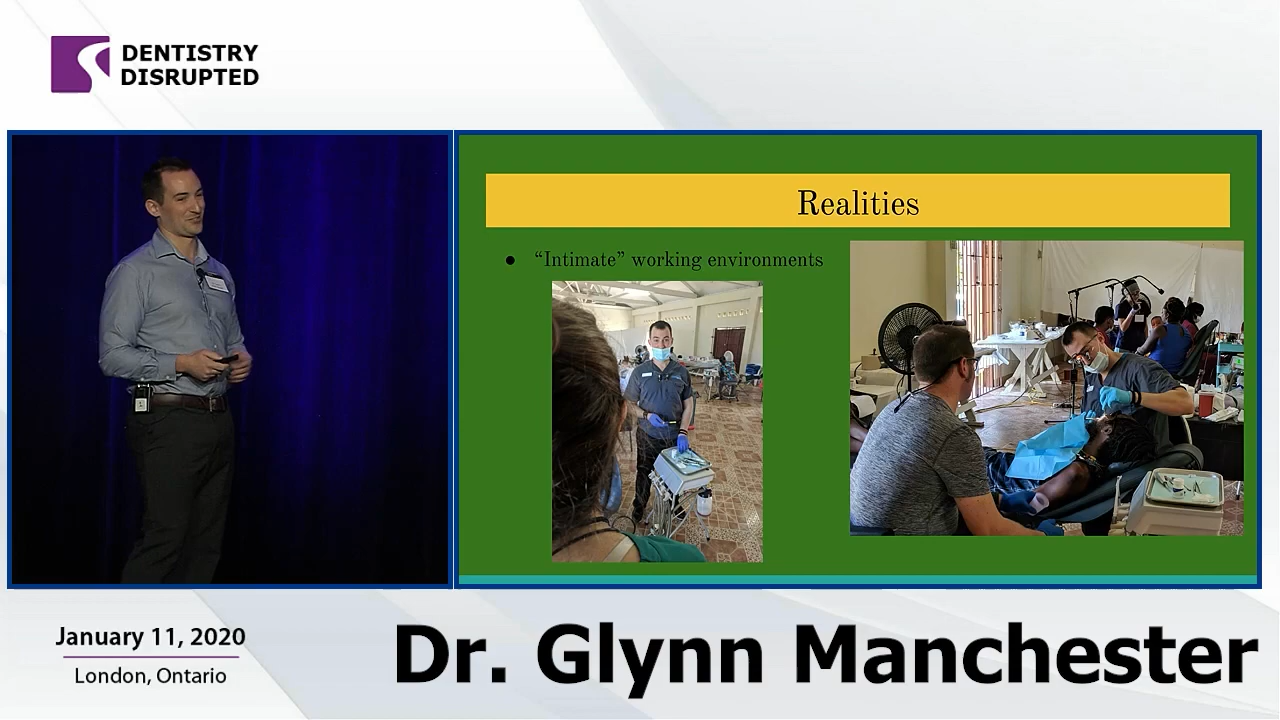 DENTISTRY
DISRUPTED
Realities
● “Intimate” working environments
January 11, 2020
London, Ontario
Dr. Glynn Manchester